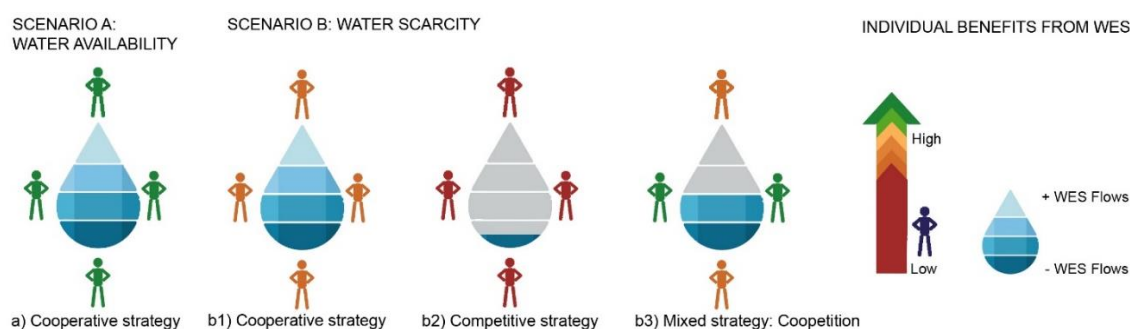 SCENARIO A:
WATER AVAILABILITY
SCENARIO B: WATER SCARCITY
INDIVIDUAL BENEFITS FROM WES
High
Low
+ WES Flows
- WES Flows
a) Cooperative strategy
b1) Cooperative strategy
b2) Competitive strategy
b3) Mixed strategy: Coopetition